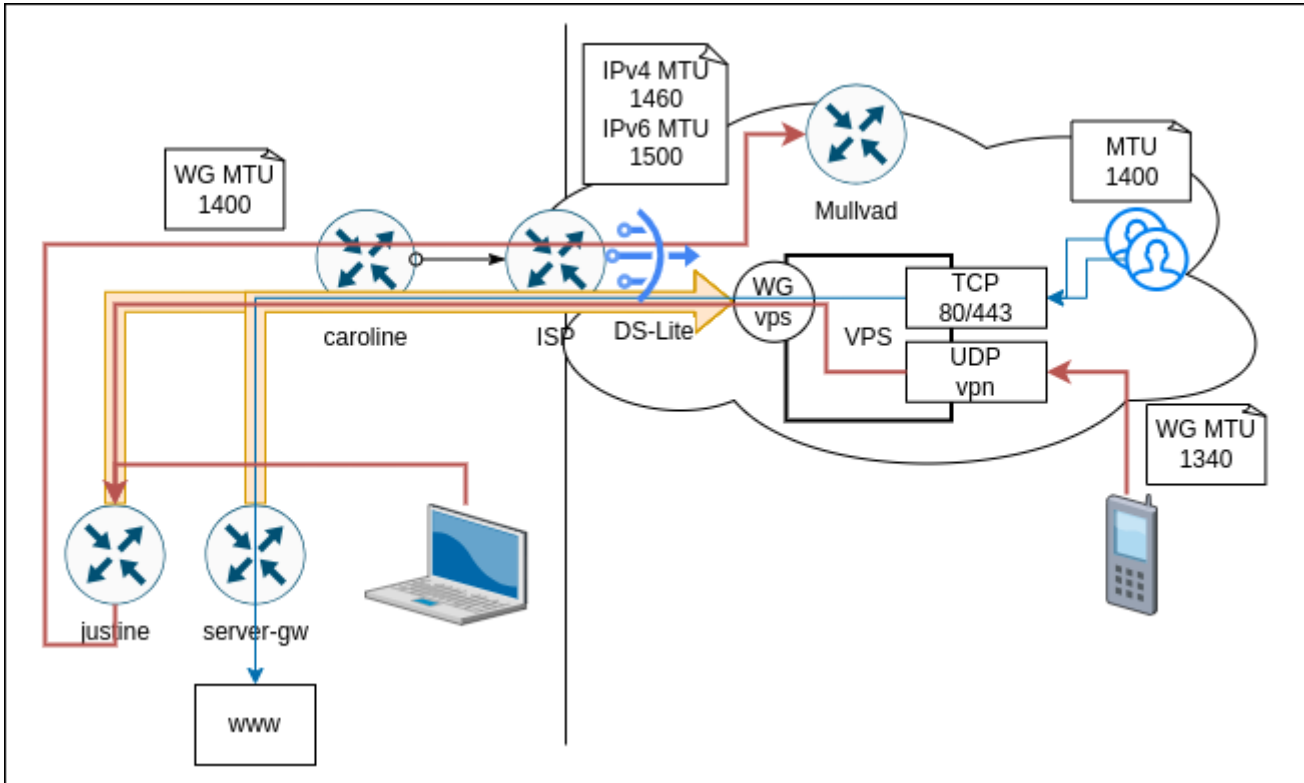 IPv4 MTU
1460
IPv6 MTU
1500
MTU
1400
WG MTU
1400
Mullvad
WG
vps
TCP
80/443
caroline
ISP
DS-Lite
VPS
UDP
vpn
WG MTU
1340
justine
server-gw
www